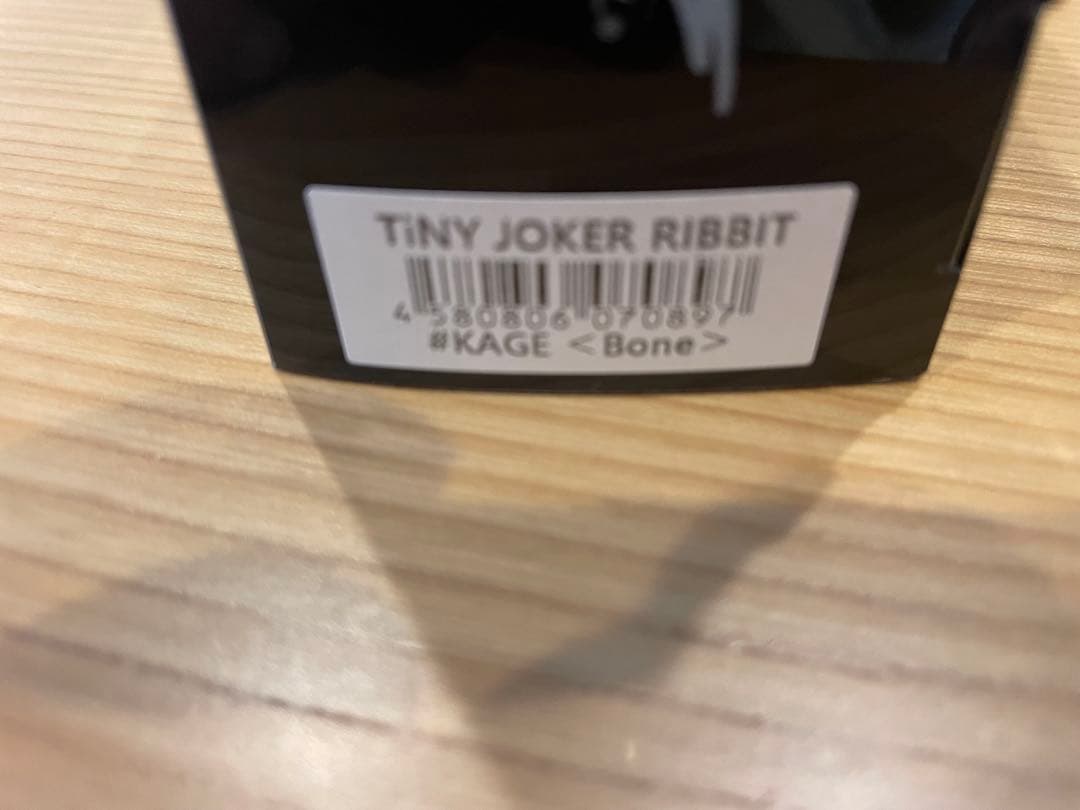 TiNY JOKER RIBBIT
4 580806 070897
#KAGE <Bone>